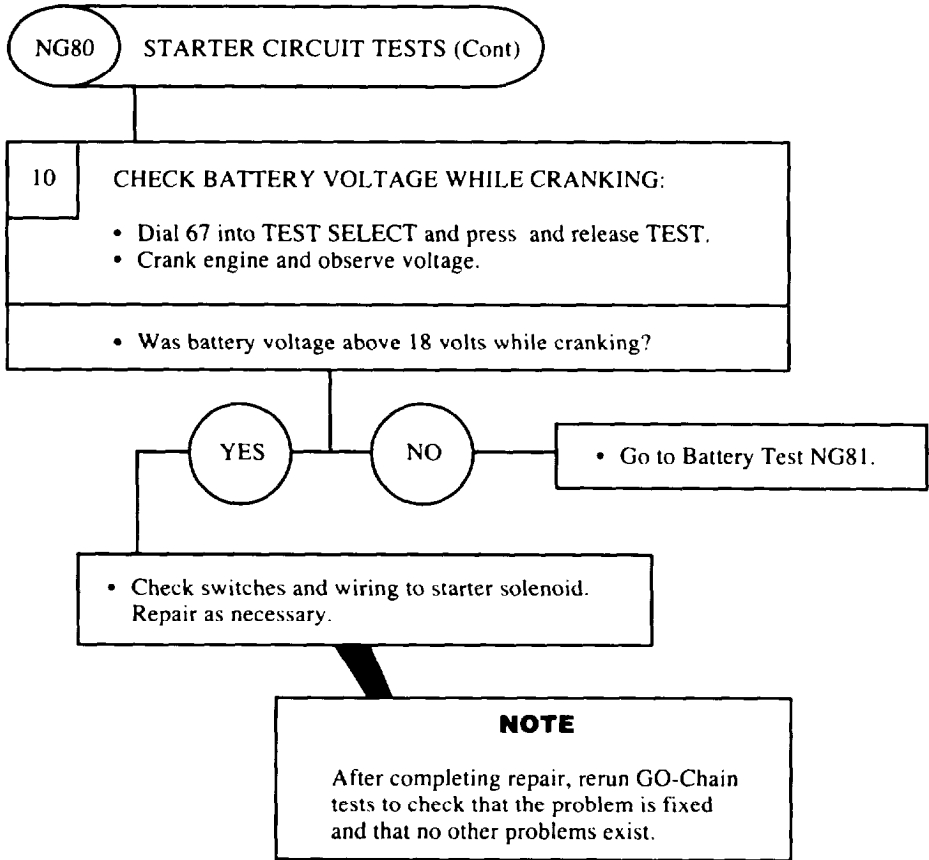 NG80 STARTER CIRCUIT TESTS (Cont)
10 CHECK BATTERY VOLTAGE WHILE CRANKING:
• Dial 67 into TEST SELECT and press and release TEST.
• Crank engine and observe voltage.
• Was battery voltage above 18 volts while cranking?
YES NO • Go to Battery Test NG81.
• Check switches and wiring to starter solenoid.
Repair as necessary.
NOTE
After completing repair, rerun GO-Chain
tests to check that the problem is fixed
and that no other problems exist.